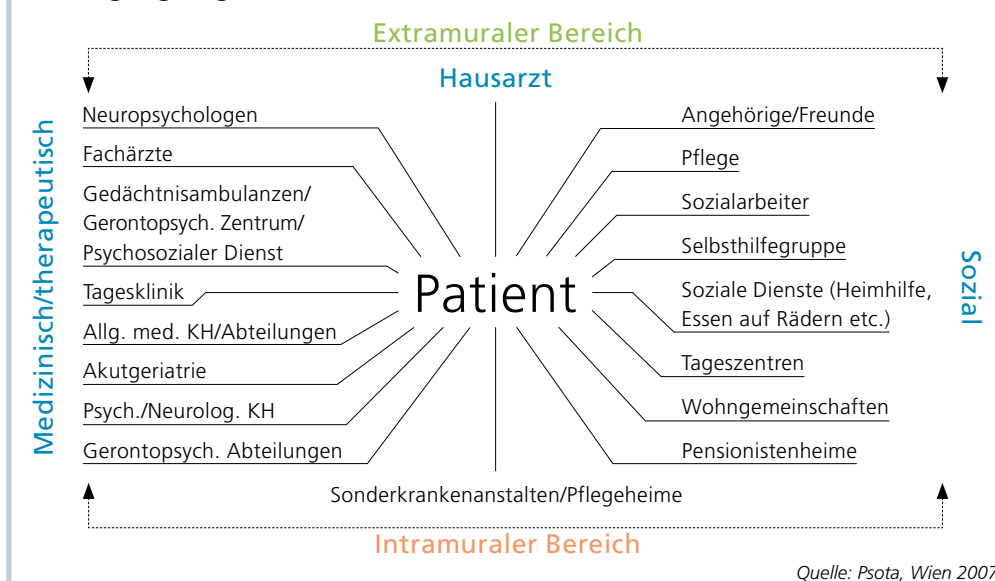 Extramuraler Bereich
Hausarzt
Medizinisch/therapeutisch
Neuropsychologen
Fachärzte
Gedächtnisambulanzen/
Gerontopsych. Zentrum/
Psychosozialer Dienst
Tagesklinik
Allg. med. KH/Abteilungen
Akutgeriatrie
Psych./Neurolog. KH
Gerontopsych. Abteilungen
Patient
Angehörige/Freunde
Pflege
Sozialarbeiter
Selbsthilfegruppe
Soziale Dienste (Heimhilfe,
Essen auf Rädern etc.)
Tageszentren
Wohngemeinschaften
Pensionistenheime
Sozial
Sonderkrankenanstalten/Pflegeheime
Intramuraler Bereich
Quelle: Psota, Wien 2007